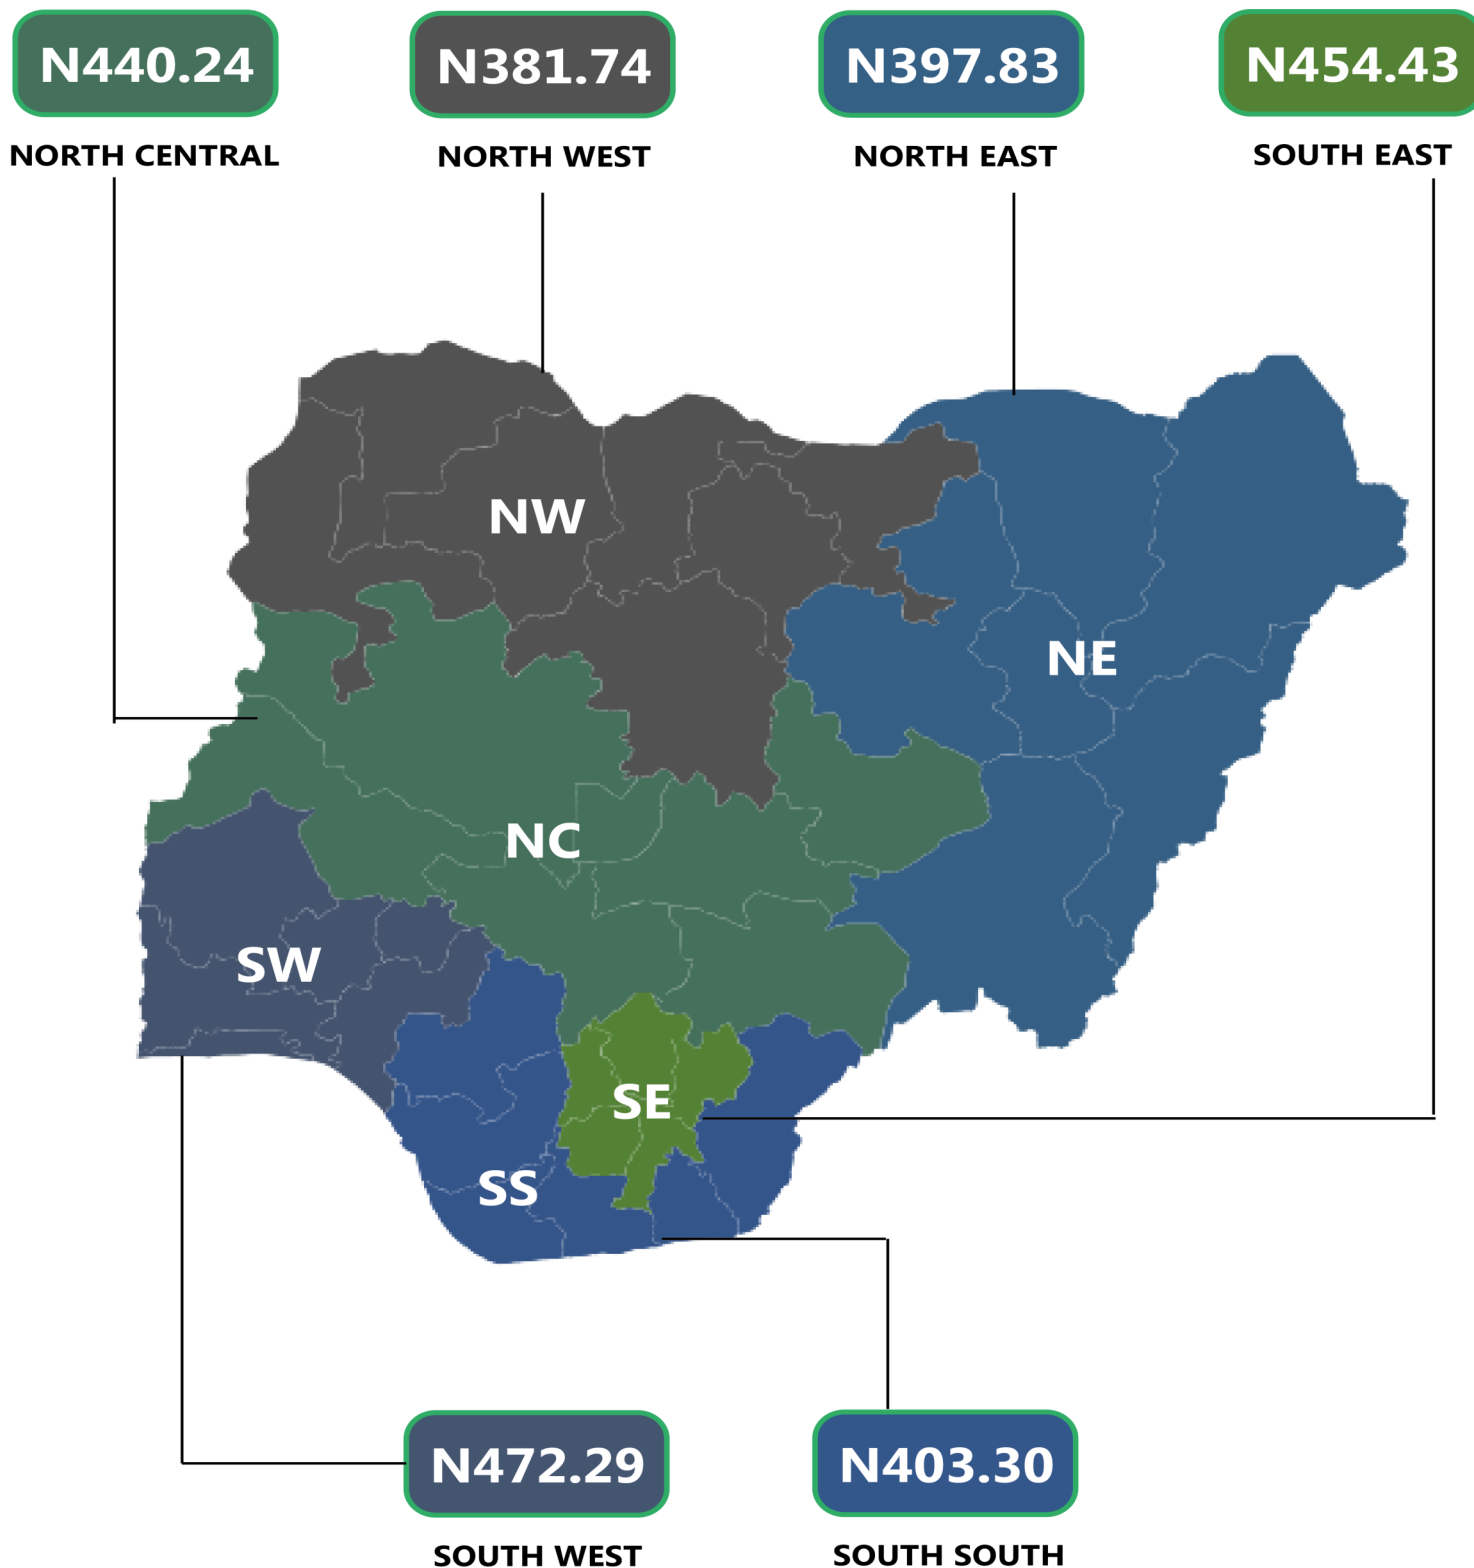 N440.24
NORTH CENTRAL
N381.74
NORTH WEST
N397.83
NORTH EAST
N454.43
SOUTH EAST
NW
NE
NC
SW
SE
SS
N472.29
SOUTH WEST
N403.30
SOUTH SOUTH